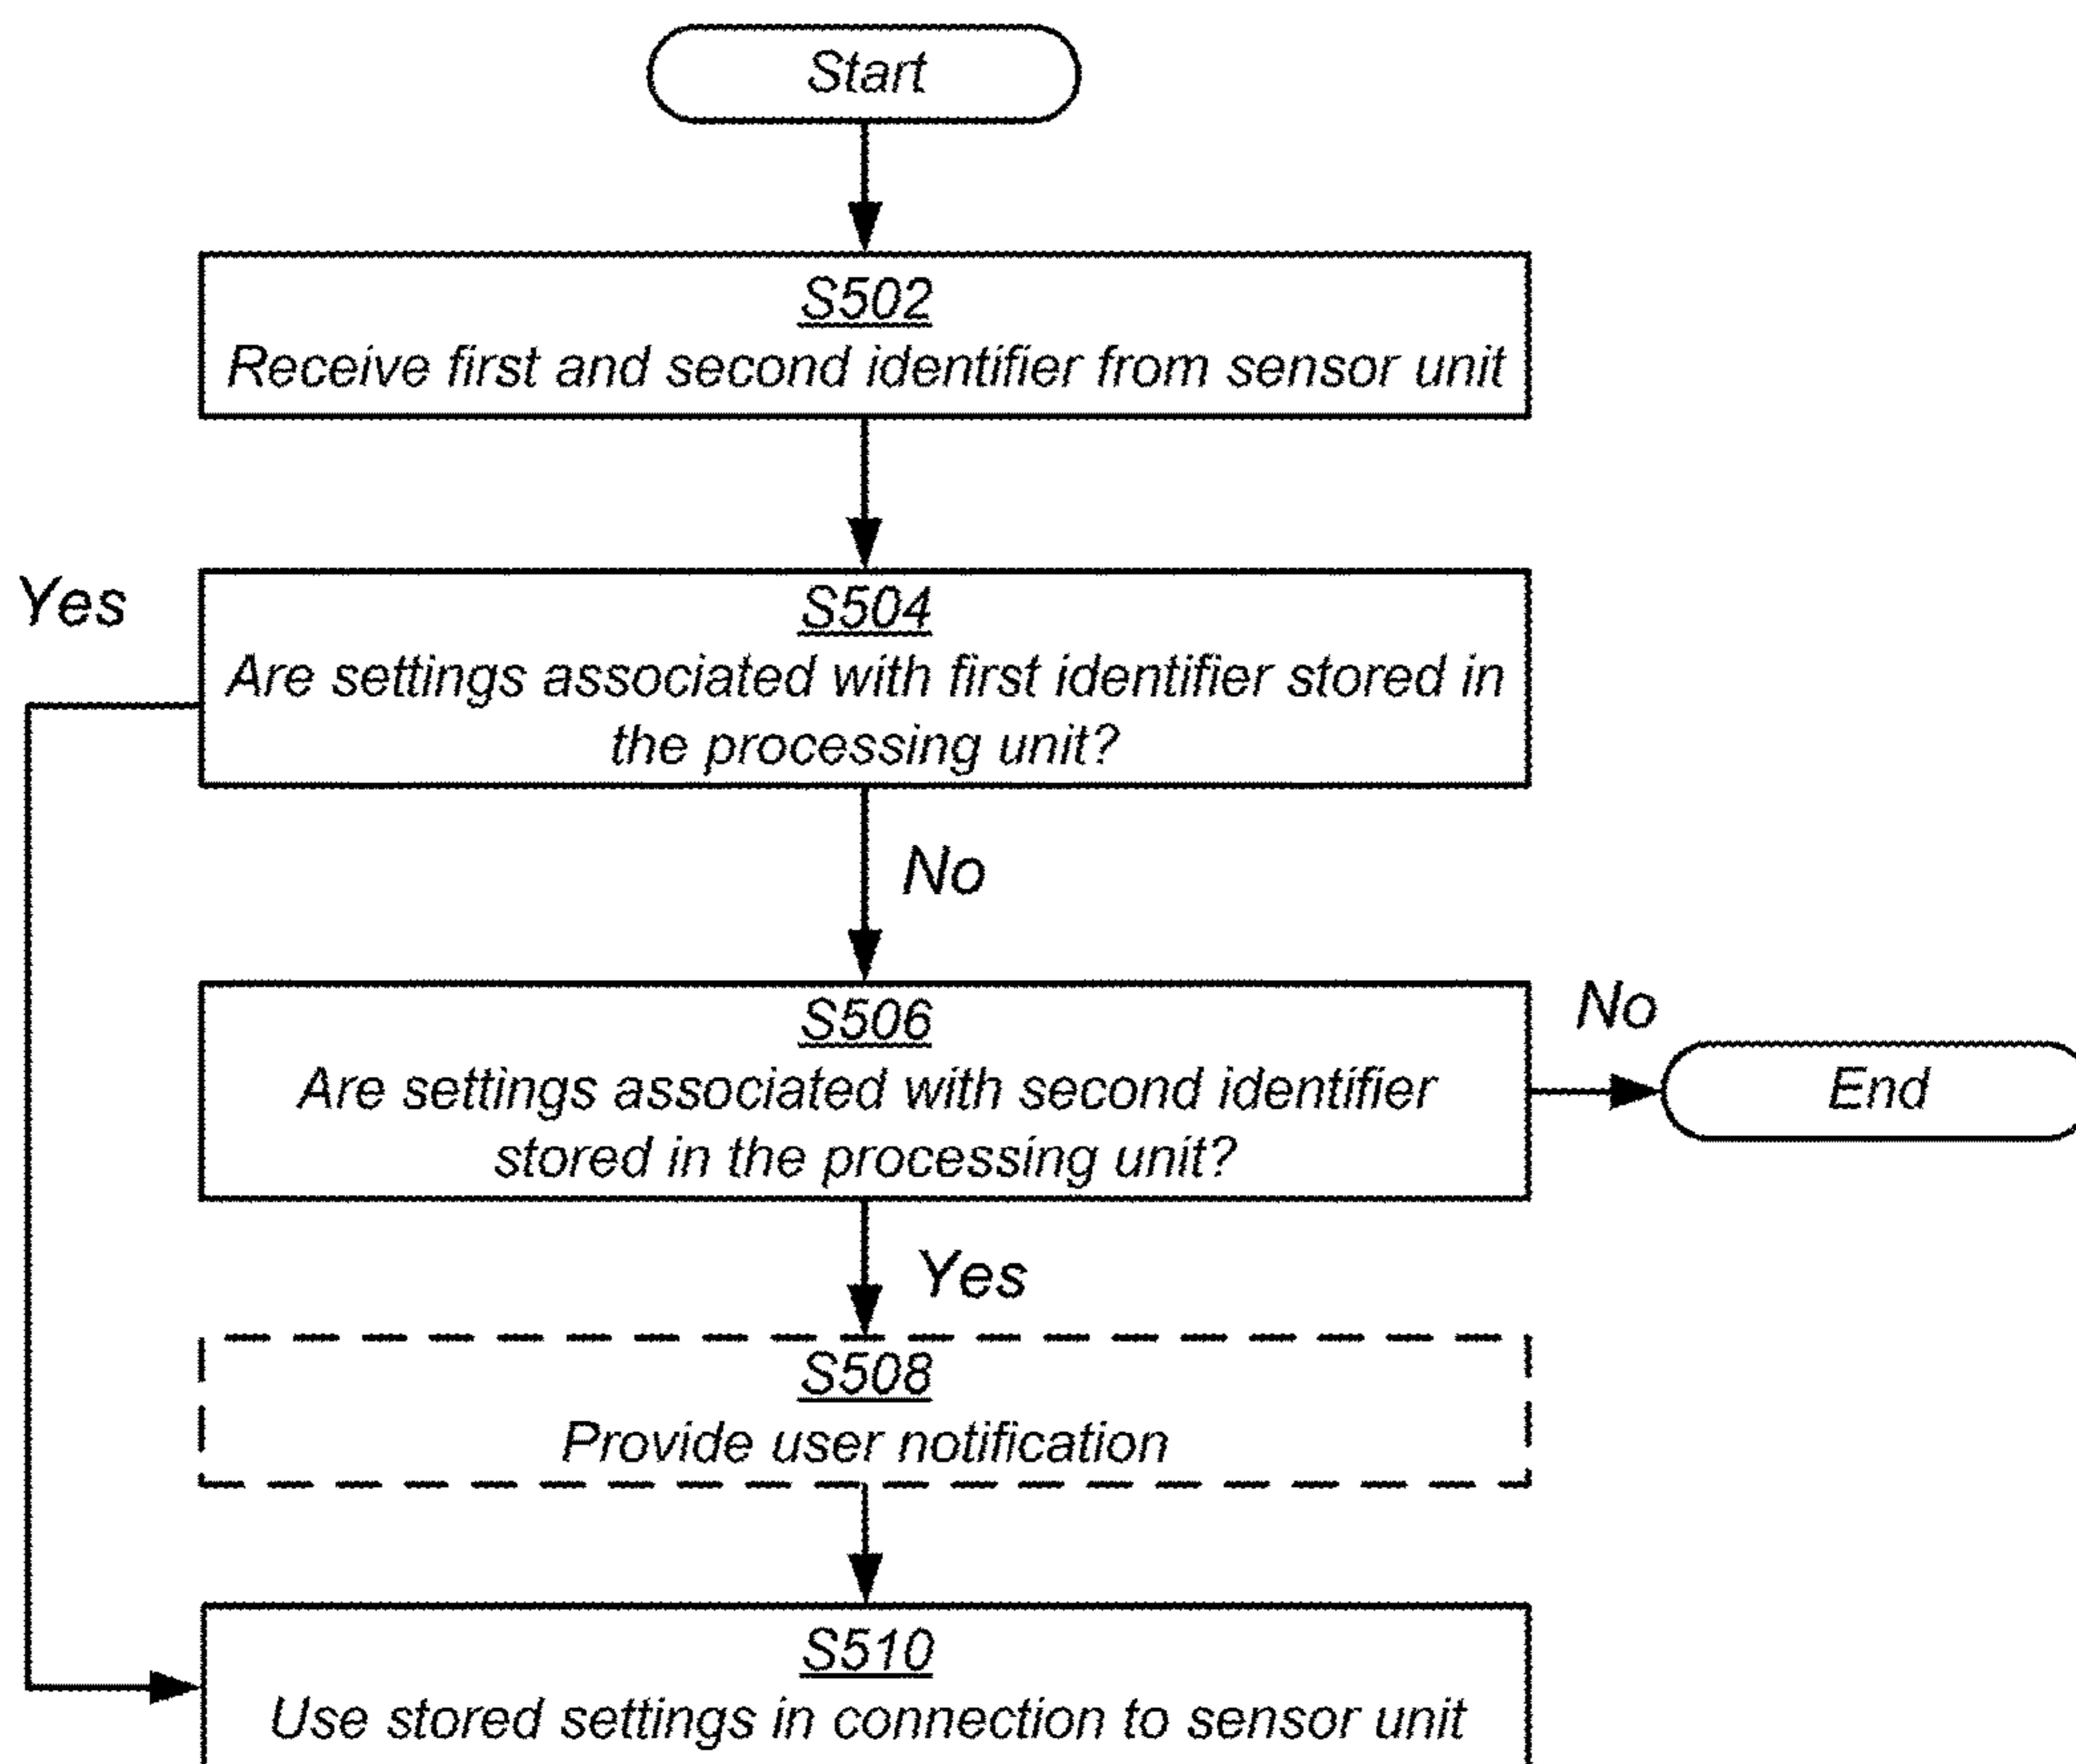 Start
S502
Receive first and second identifier from sensor unit
Yes
S504
Are settings associated with first identifier stored in
the processing unit?
No
S506
Are settings associated with second identifier
stored in the processing unit?
No
End
Yes
S508
Provide user notification
S510
Use stored settings in connection to sensor unit